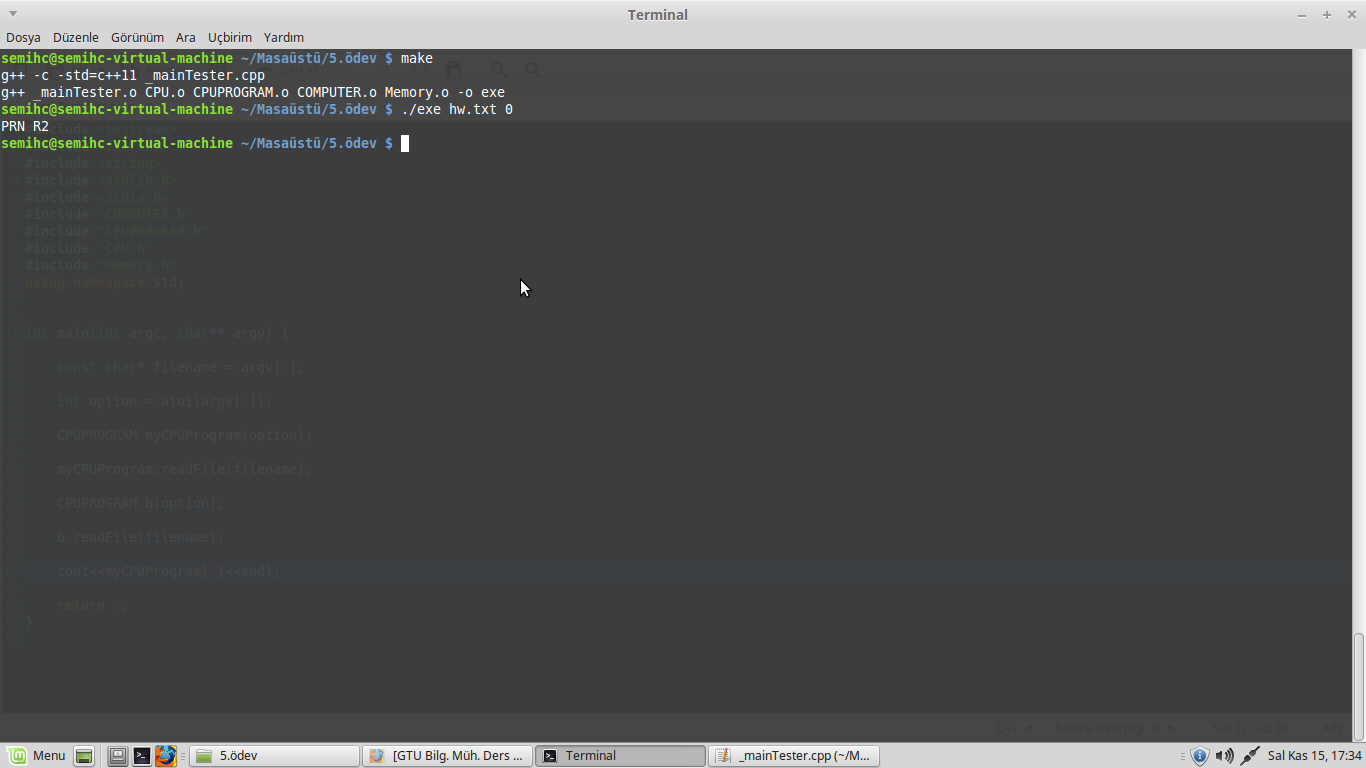 Terminal
Dosya Düzenle Görünüm Ara Uçbirim Yardım
semihc@semihc-virtual-machine ~/Masaüstü/5.ödev $ make
g++ -c -std=c++11 _mainTester.cpp
g++ _mainTester.o CPU.o CPUPROGRAM.o COMPUTER.o Memory.o -o exe
semihc@semihc-virtual-machine ~/Masaüstü/5.ödev $ ./exe hw.txt 0
PRN R2
semihc@semihc-virtual-machine ~/Masaüstü/5.ödev $
#include <string>
#include <stdlib.h>
#include <stdio.h>
#include "COMPUTER.h"
#include "CPUPROGRAM.h"
#include "CPU.h"
#include "Memory.h"
using namespace std;
int main(int argc, char** argv) {
const char* filename = argv[ ];
int option = atoi(argv[ ]);
CPUPROGRAM myCPUProgram(option);
myCPUProgram.readFile(filename);
CPUPROGRAM b(option);
b.readFile(filename);
cout<<myCPUProgram[ ]<<endl;
return 0;
}
C++ Sekme Genişliği 4
Menu 5.ödev [GTU Bilg. Müh. Ders ... Terminal _mainTester.cpp (~/M... Sal Kas 15, 17:34